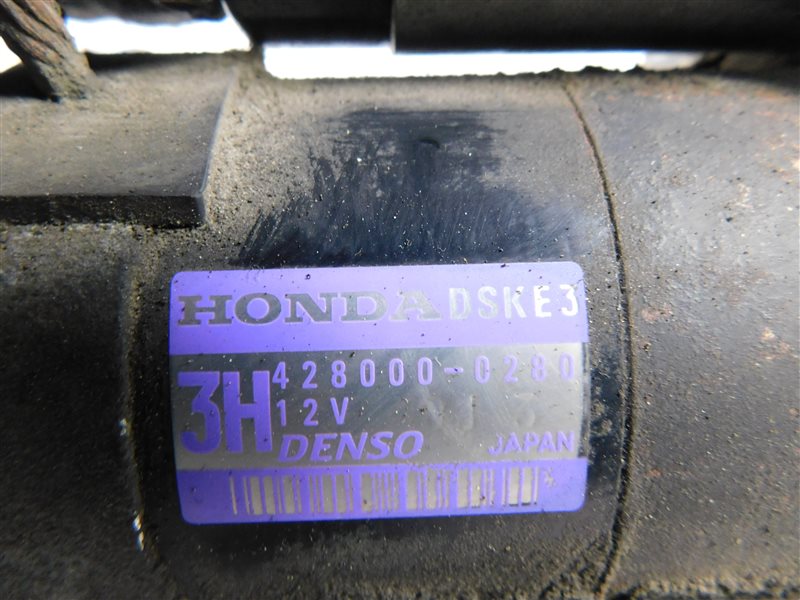 HONDA DSKE3
3H 428000-0280
12V
DENSO JAPAN